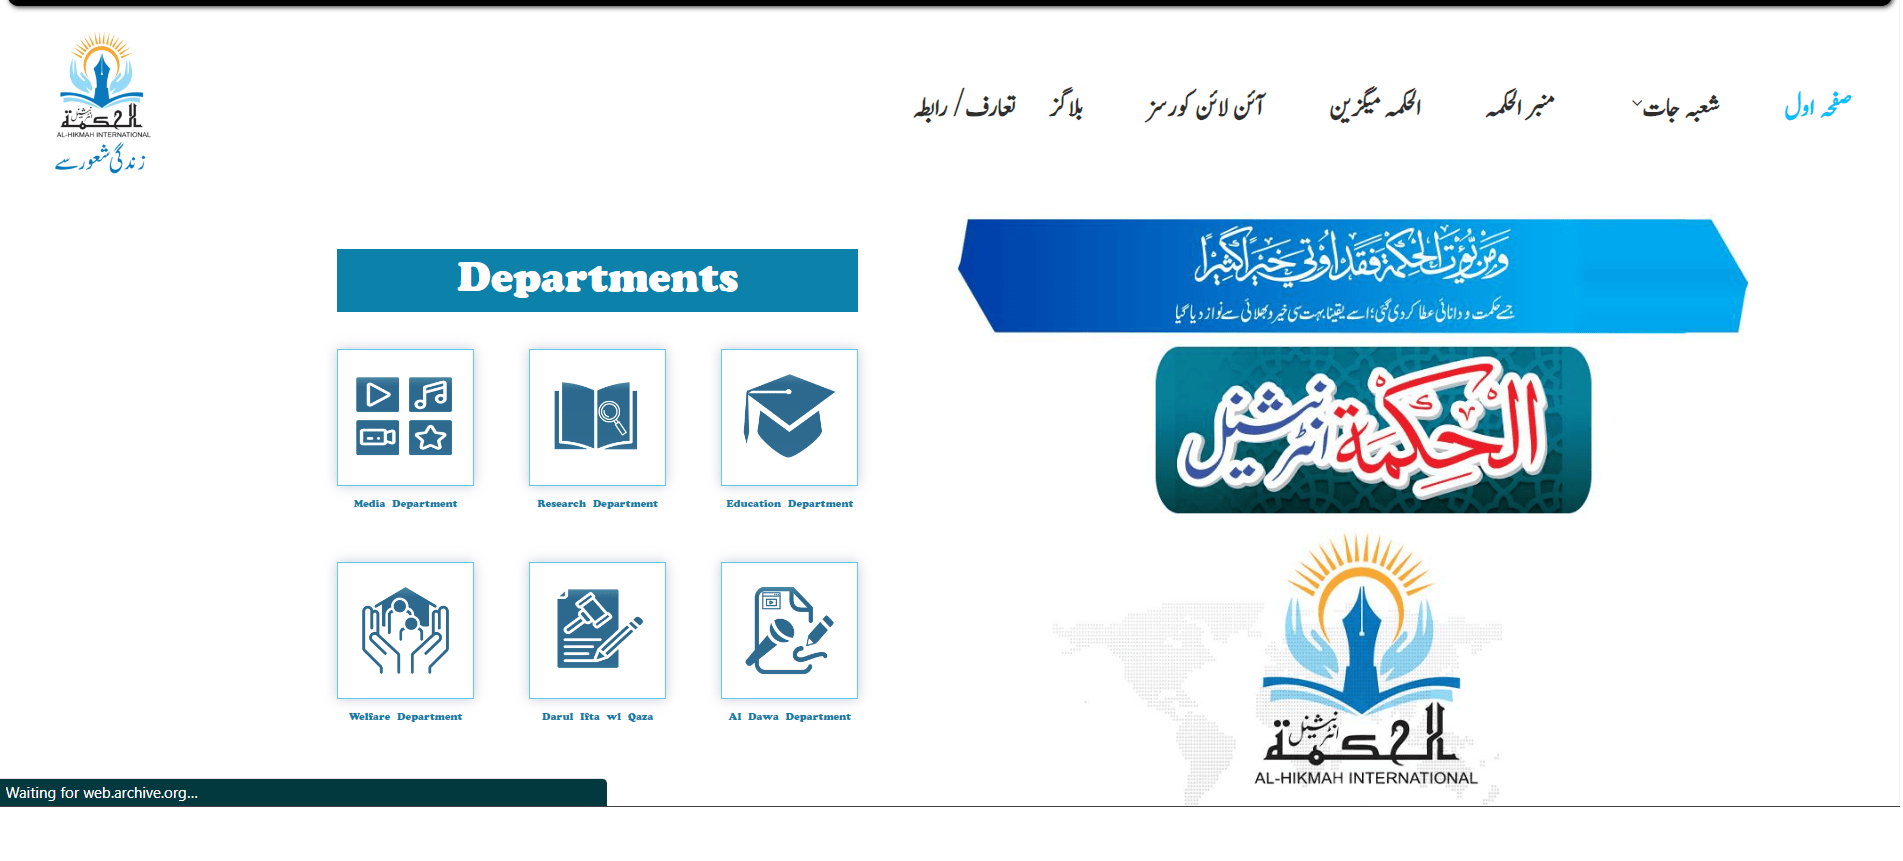 صفحہ اول
شعبہ جات
منبر الحکمہ
الحکمہ میگزین
آئن لائن کورسز
بلاگز
تعارف / رابطہ
الحکمۃ
انٹرنیشنل
AL-HIKMAH INTERNATIONAL
زندگی شعور سے
Departments
Media Department
Research Department
Education Department
Welfare Department
Darul Ifta wl Qaza
Al Dawa Department
وَمَن يُؤْتَ الْحِكْمَةَ فَقَدْ أُوتِيَ خَيْرًا كَثِيرًا
جسے حکمت و دانائی عطا کر دی گئی؛ اسے یقینا بہت سی خیر و بھلائی سے نواز دیا گیا
الحِكْمَة انٹرنیشنل
الحکمۃ
انٹرنیشنل
AL-HIKMAH INTERNATIONAL
Waiting for web.archive.org...